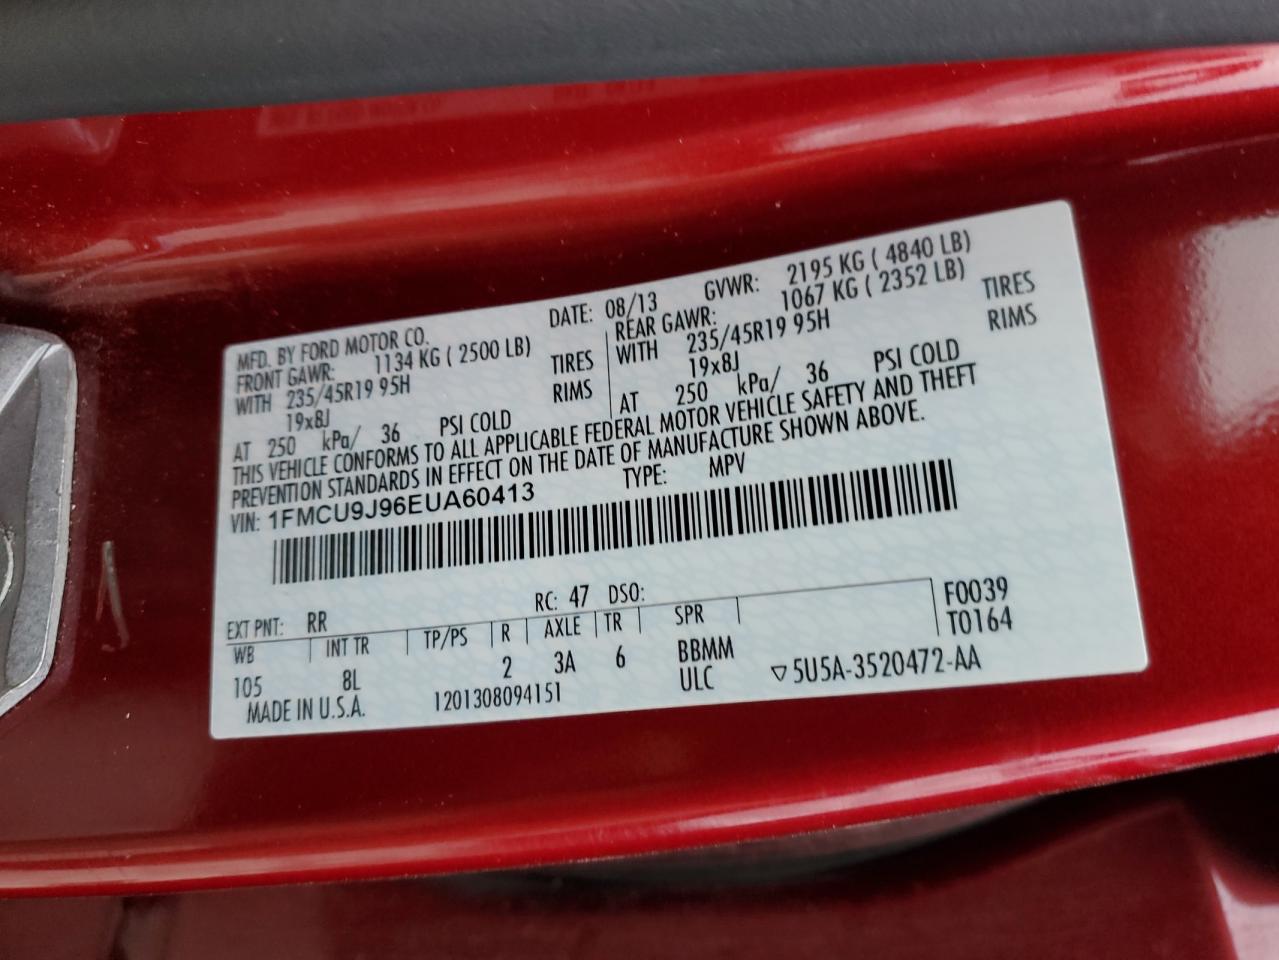 MFD. BY FORD MOTOR CO.
DATE: 08/13
GVWR: 2195 KG ( 4840 LB)
FRONT GAWR: 1134 KG ( 2500 LB)
REAR GAWR: 1067 KG ( 2352 LB)
WITH 235/45R19 95H TIRES
WITH 235/45R19 95H TIRES
19x8J RIMS
19x8J RIMS
AT 250 kPa/ 36 PSI COLD
AT 250 kPa/ 36 PSI COLD
THIS VEHICLE CONFORMS TO ALL APPLICABLE FEDERAL MOTOR VEHICLE SAFETY AND THEFT
PREVENTION STANDARDS IN EFFECT ON THE DATE OF MANUFACTURE SHOWN ABOVE.
VIN: 1FMCU9J96EUA60413
TYPE: MPV
EXT PNT: RR RC: 47 DSO:
WB INT TR TP/PS R AXLE TR SPR
F0039
T0164
105 8L 2 3A 6 BBMM
ULC
▽5U5A-3520472-AA
MADE IN U.S.A. 1201308094151